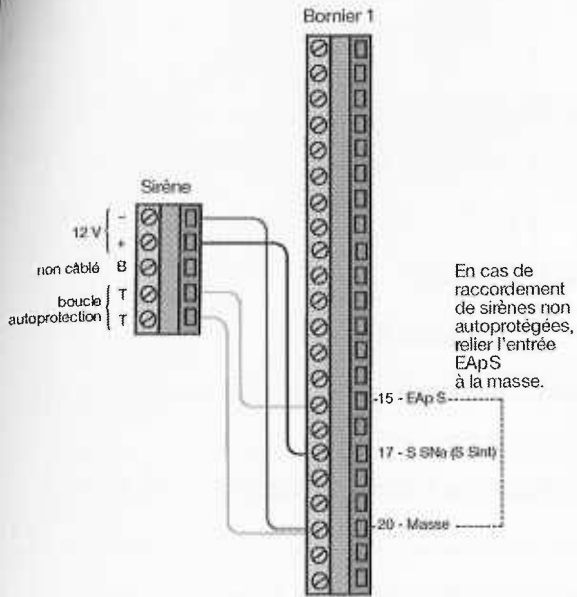 Bornier 1
Sirène
12 V
-
+
non câblé B
boucle
autoprotection
T
T
En cas de
raccordement
de sirènes non
autoprotégées,
relier l'entrée
EApS
à la masse.
15 - EAp S
17 - S SNa (S Sint)
20 - Masse